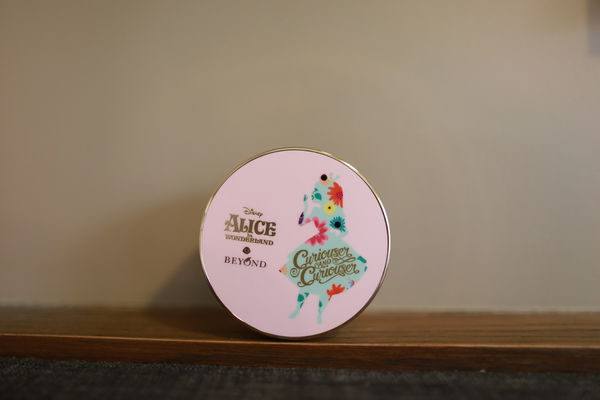 Disney
ALICE
IN
WONDERLAND
BEYOND
Curiouser
AND
Curiouser